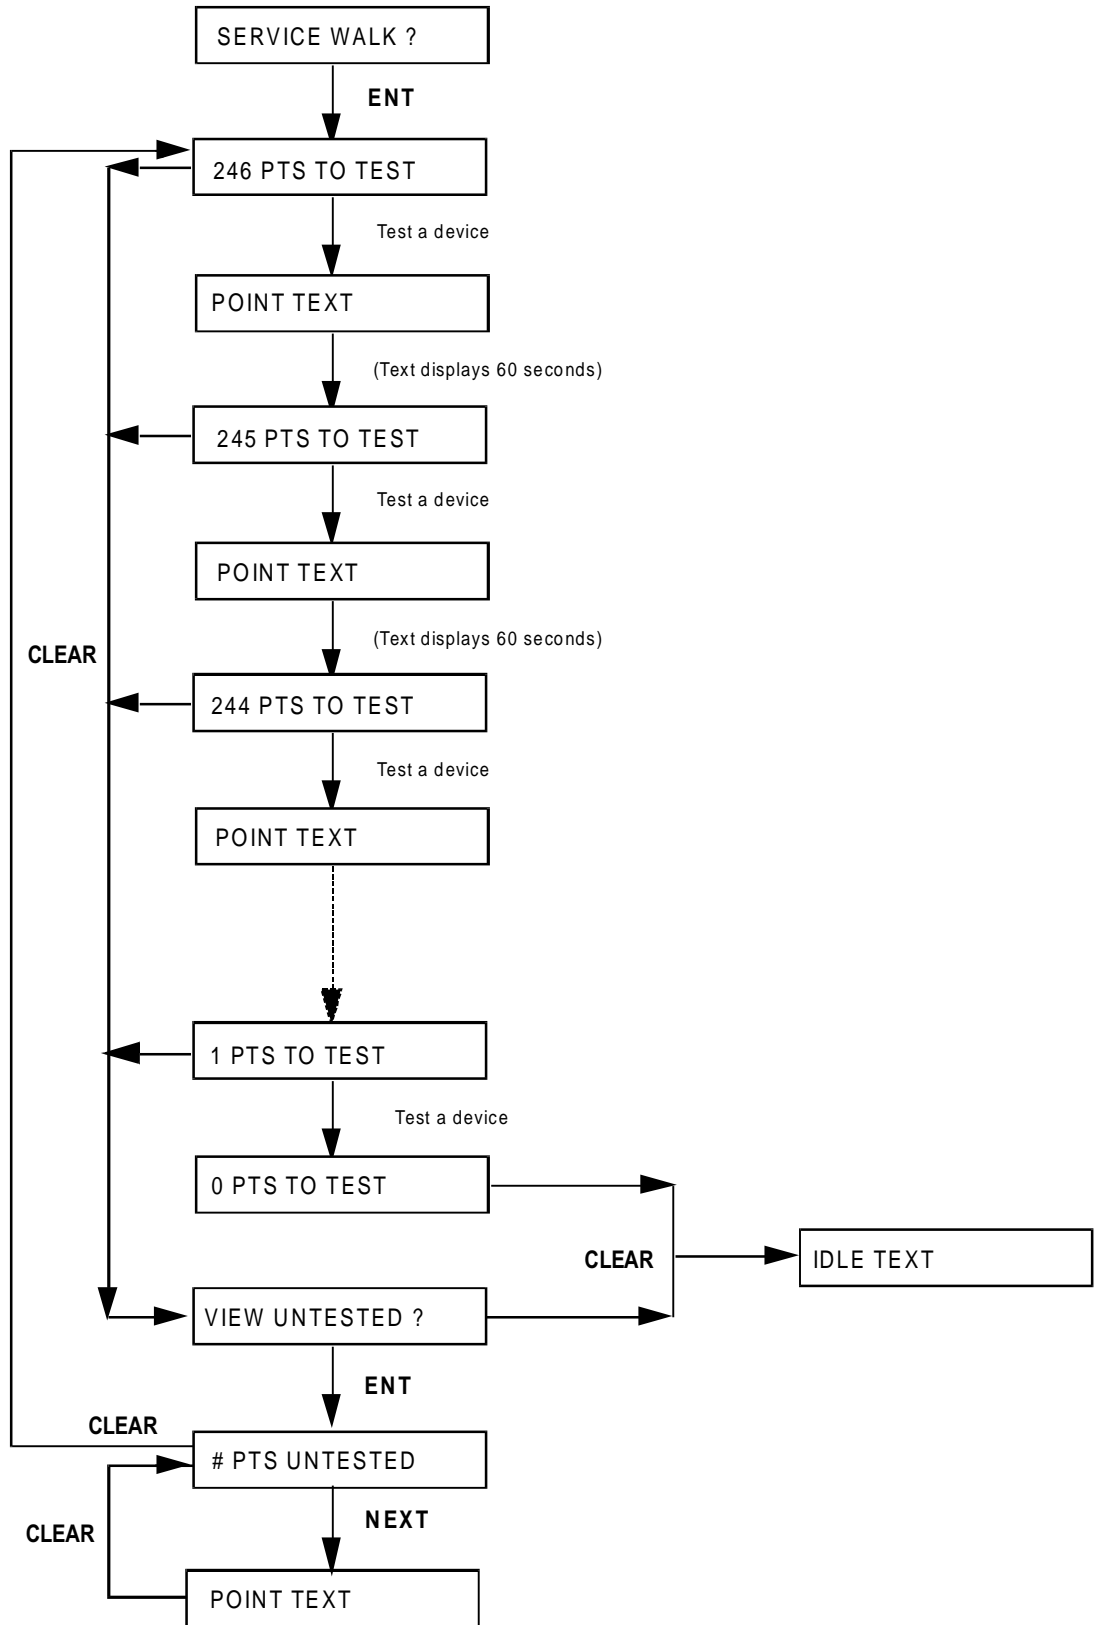 SERVICE WALK ?
ENT
246 PTS TO TEST
Test a device
POINT TEXT
(Text displays 60 seconds)
245 PTS TO TEST
Test a device
POINT TEXT
(Text displays 60 seconds)
CLEAR
244 PTS TO TEST
Test a device
POINT TEXT
1 PTS TO TEST
Test a device
0 PTS TO TEST
CLEAR
IDLE TEXT
VIEW UNTESTED ?
ENT
CLEAR
# PTS UNTESTED
NEXT
CLEAR
POINT TEXT